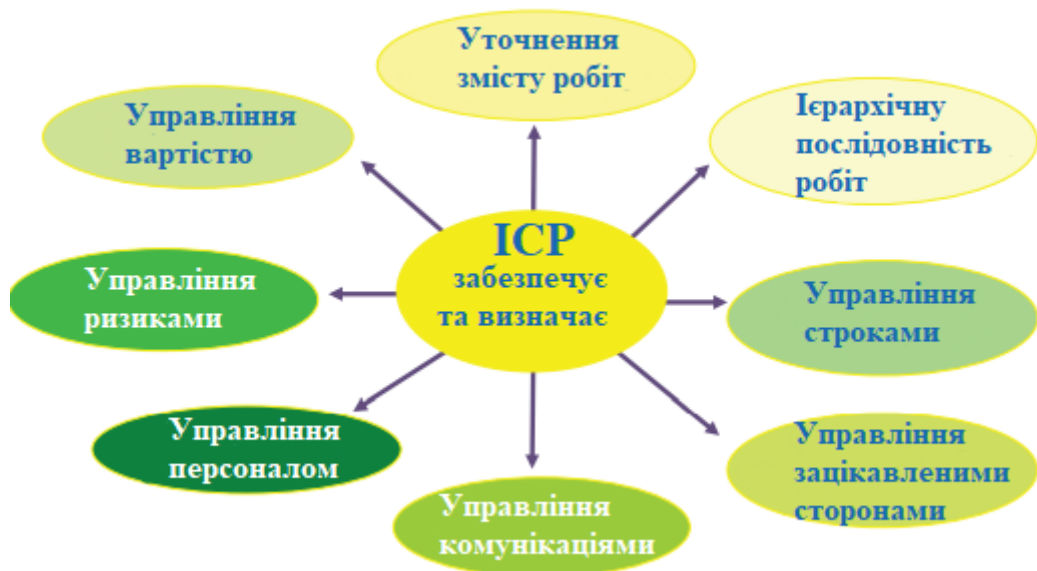 Уточнення
змісту робіт
Управління
вартістю
Ієрархічну
послідовність
робіт
ІСР
забезпечує
та визначає
Управління
ризиками
Управління
строками
Управління
персоналом
Управління
зацікавленими
сторонами
Управління
комунікаціями